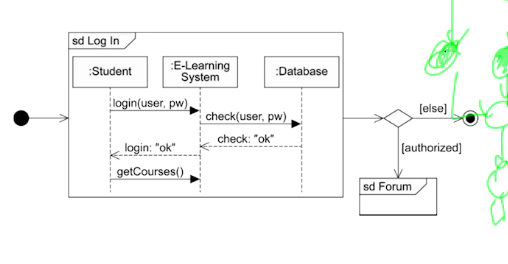 sd Log In
:Student
:E-Learning
System
:Database
login(user, pw)
check(user, pw)
check: "ok"
login: "ok"
getCourses()
[else]
[authorized]
sd Forum